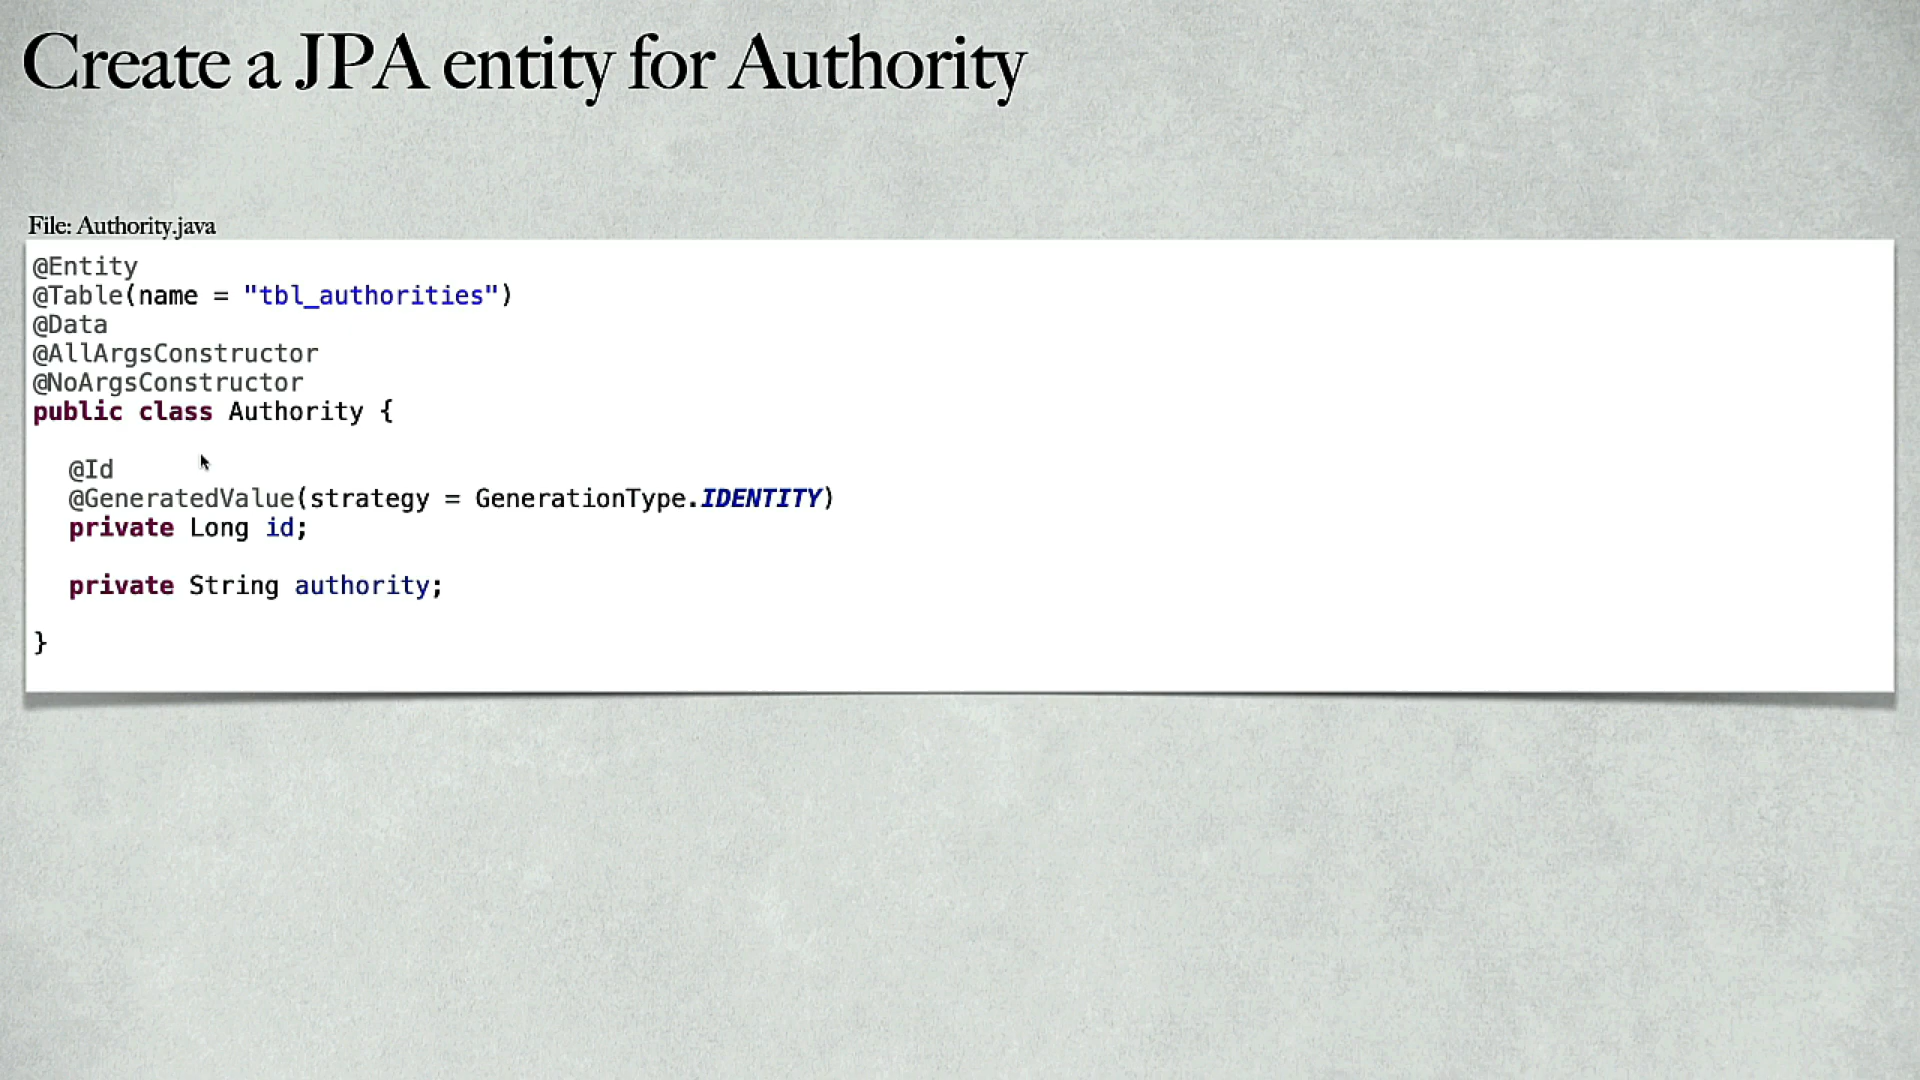 Create a JPA entity for Authority
File: Authority.java
@Entity
@Table(name = "tbl_authorities")
@Data
@AllArgsConstructor
@NoArgsConstructor
public class Authority {
@Id
@GeneratedValue(strategy = GenerationType.IDENTITY)
private Long id;
private String authority;
}